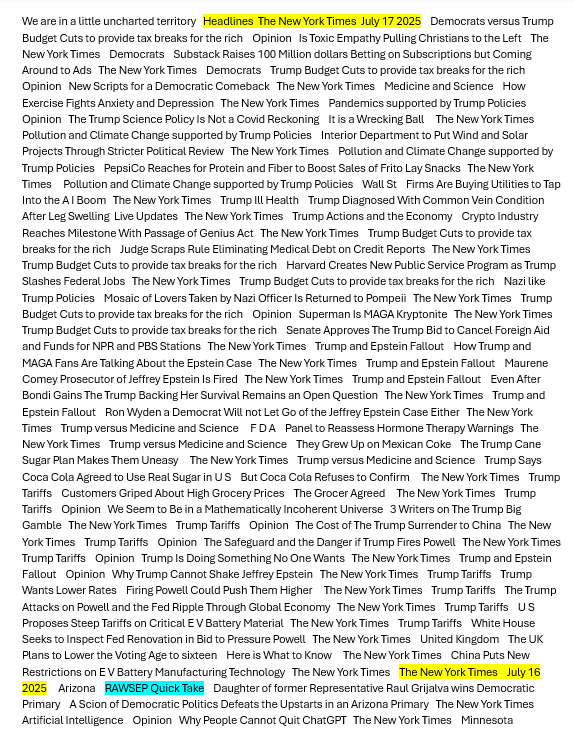 We are in a little uncharted territory Headlines The New York Times July 17 2025 Democrats versus Trump
Budget Cuts to provide tax breaks for the rich Opinion Is Toxic Empathy Pulling Christians to the Left The
New York Times Democrats Substack Raises 100 Million dollars Betting on Subscriptions but Coming
Around to Ads The New York Times Democrats Trump Budget Cuts to provide tax breaks for the rich
Opinion New Scripts for a Democratic Comeback The New York Times Medicine and Science How
Exercise Fights Anxiety and Depression The New York Times Pandemics supported by Trump Policies
Opinion The Trump Science Policy Is Not a Covid Reckoning It is a Wrecking Ball The New York Times
Pollution and Climate Change supported by Trump Policies Interior Department to Put Wind and Solar
Projects Through Stricter Political Review The New York Times Pollution and Climate Change supported by
Trump Policies PepsiCo Reaches for Protein and Fiber to Boost Sales of Frito Lay Snacks The New York
Times Pollution and Climate Change supported by Trump Policies Wall St Firms Are Buying Utilities to Tap
Into the A I Boom The New York Times Trump Ill Health Trump Diagnosed With Common Vein Condition
After Leg Swelling Live Updates The New York Times Trump Actions and the Economy Crypto Industry
Reaches Milestone With Passage of Genius Act The New York Times Trump Budget Cuts to provide tax
breaks for the rich Judge Scraps Rule Eliminating Medical Debt on Credit Reports The New York Times
Trump Budget Cuts to provide tax breaks for the rich Harvard Creates New Public Service Program as Trump
Slashes Federal Jobs The New York Times Trump Budget Cuts to provide tax breaks for the rich Nazi like
Trump Policies Mosaic of Lovers Taken by Nazi Officer Is Returned to Pompeii The New York Times Trump
Budget Cuts to provide tax breaks for the rich Opinion Superman Is MAGA Kryptonite The New York Times
Trump Budget Cuts to provide tax breaks for the rich Senate Approves The Trump Bid to Cancel Foreign Aid
and Funds for NPR and PBS Stations The New York Times Trump and Epstein Fallout How Trump and
MAGA Fans Are Talking About the Epstein Case The New York Times Trump and Epstein Fallout Maurene
Comey Prosecutor of Jeffrey Epstein Is Fired The New York Times Trump and Epstein Fallout Even After
Bondi Gains The Trump Backing Her Survival Remains an Open Question The New York Times Trump and
Epstein Fallout Ron Wyden a Democrat Will not Let Go of the Jeffrey Epstein Case Either The New York
Times Trump versus Medicine and Science F D A Panel to Reassess Hormone Therapy Warnings The
New York Times Trump versus Medicine and Science They Grew Up on Mexican Coke The Trump Cane
Sugar Plan Makes Them Uneasy The New York Times Trump versus Medicine and Science Trump Says
Coca Cola Agreed to Use Real Sugar in U S But Coca Cola Refuses to Confirm The New York Times Trump
Tariffs Customers Griped About High Grocery Prices The Grocer Agreed The New York Times Trump
Tariffs Opinion We Seem to Be in a Mathematically Incoherent Universe 3 Writers on The Trump Big
Gamble The New York Times Trump Tariffs Opinion The Cost of The Trump Surrender to China The New
York Times Trump Tariffs Opinion The Safeguard and the Danger if Trump Fires Powell The New York Times
Trump Tariffs Opinion Trump Is Doing Something No One Wants The New York Times Trump and Epstein
Fallout Opinion Why Trump Cannot Shake Jeffrey Epstein The New York Times Trump Tariffs Trump
Wants Lower Rates Firing Powell Could Push Them Higher The New York Times Trump Tariffs The Trump
Attacks on Powell and the Fed Ripple Through Global Economy The New York Times Trump Tariffs U S
Proposes Steep Tariffs on Critical E V Battery Material The New York Times Trump Tariffs White House
Seeks to Inspect Fed Renovation in Bid to Pressure Powell The New York Times United Kingdom The UK
Plans to Lower the Voting Age to sixteen Here is What to Know The New York Times China Puts New
Restrictions on E V Battery Manufacturing Technology The New York Times The New York Times July 16
2025 Arizona RAWSEP Quick Take Daughter of former Representative Raul Grijalva wins Democratic
Primary A Scion of Democratic Politics Defeats the Upstarts in an Arizona Primary The New York Times
Artificial Intelligence Opinion Why People Cannot Quit ChatGPT The New York Times Minnesota